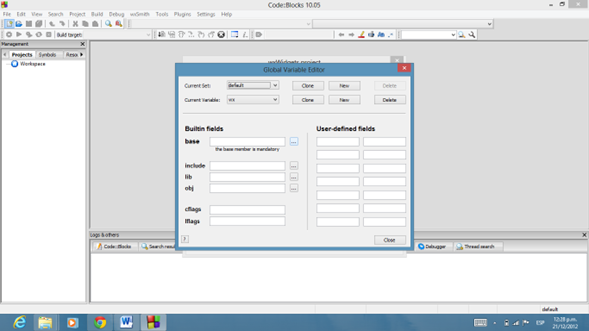 Code::Blocks 10.05
File Edit View Search Project Build Debug wxSmith Tools Plugins Settings Help
Build target:
Management
Projects Symbols Resou
Workspace
wxWidgets project
Global Variable Editor
Current Set: default Clone New Delete
Current Variable: wx Clone New Delete
Builtin fields User-defined fields
base ...
the base member is mandatory
include ...
lib ...
obj ...
cflags
lflags
? Close
Logs & others
Code::Blocks Search resul Debugger Thread search
default
ESP 12:28 p.m.
21/12/2012